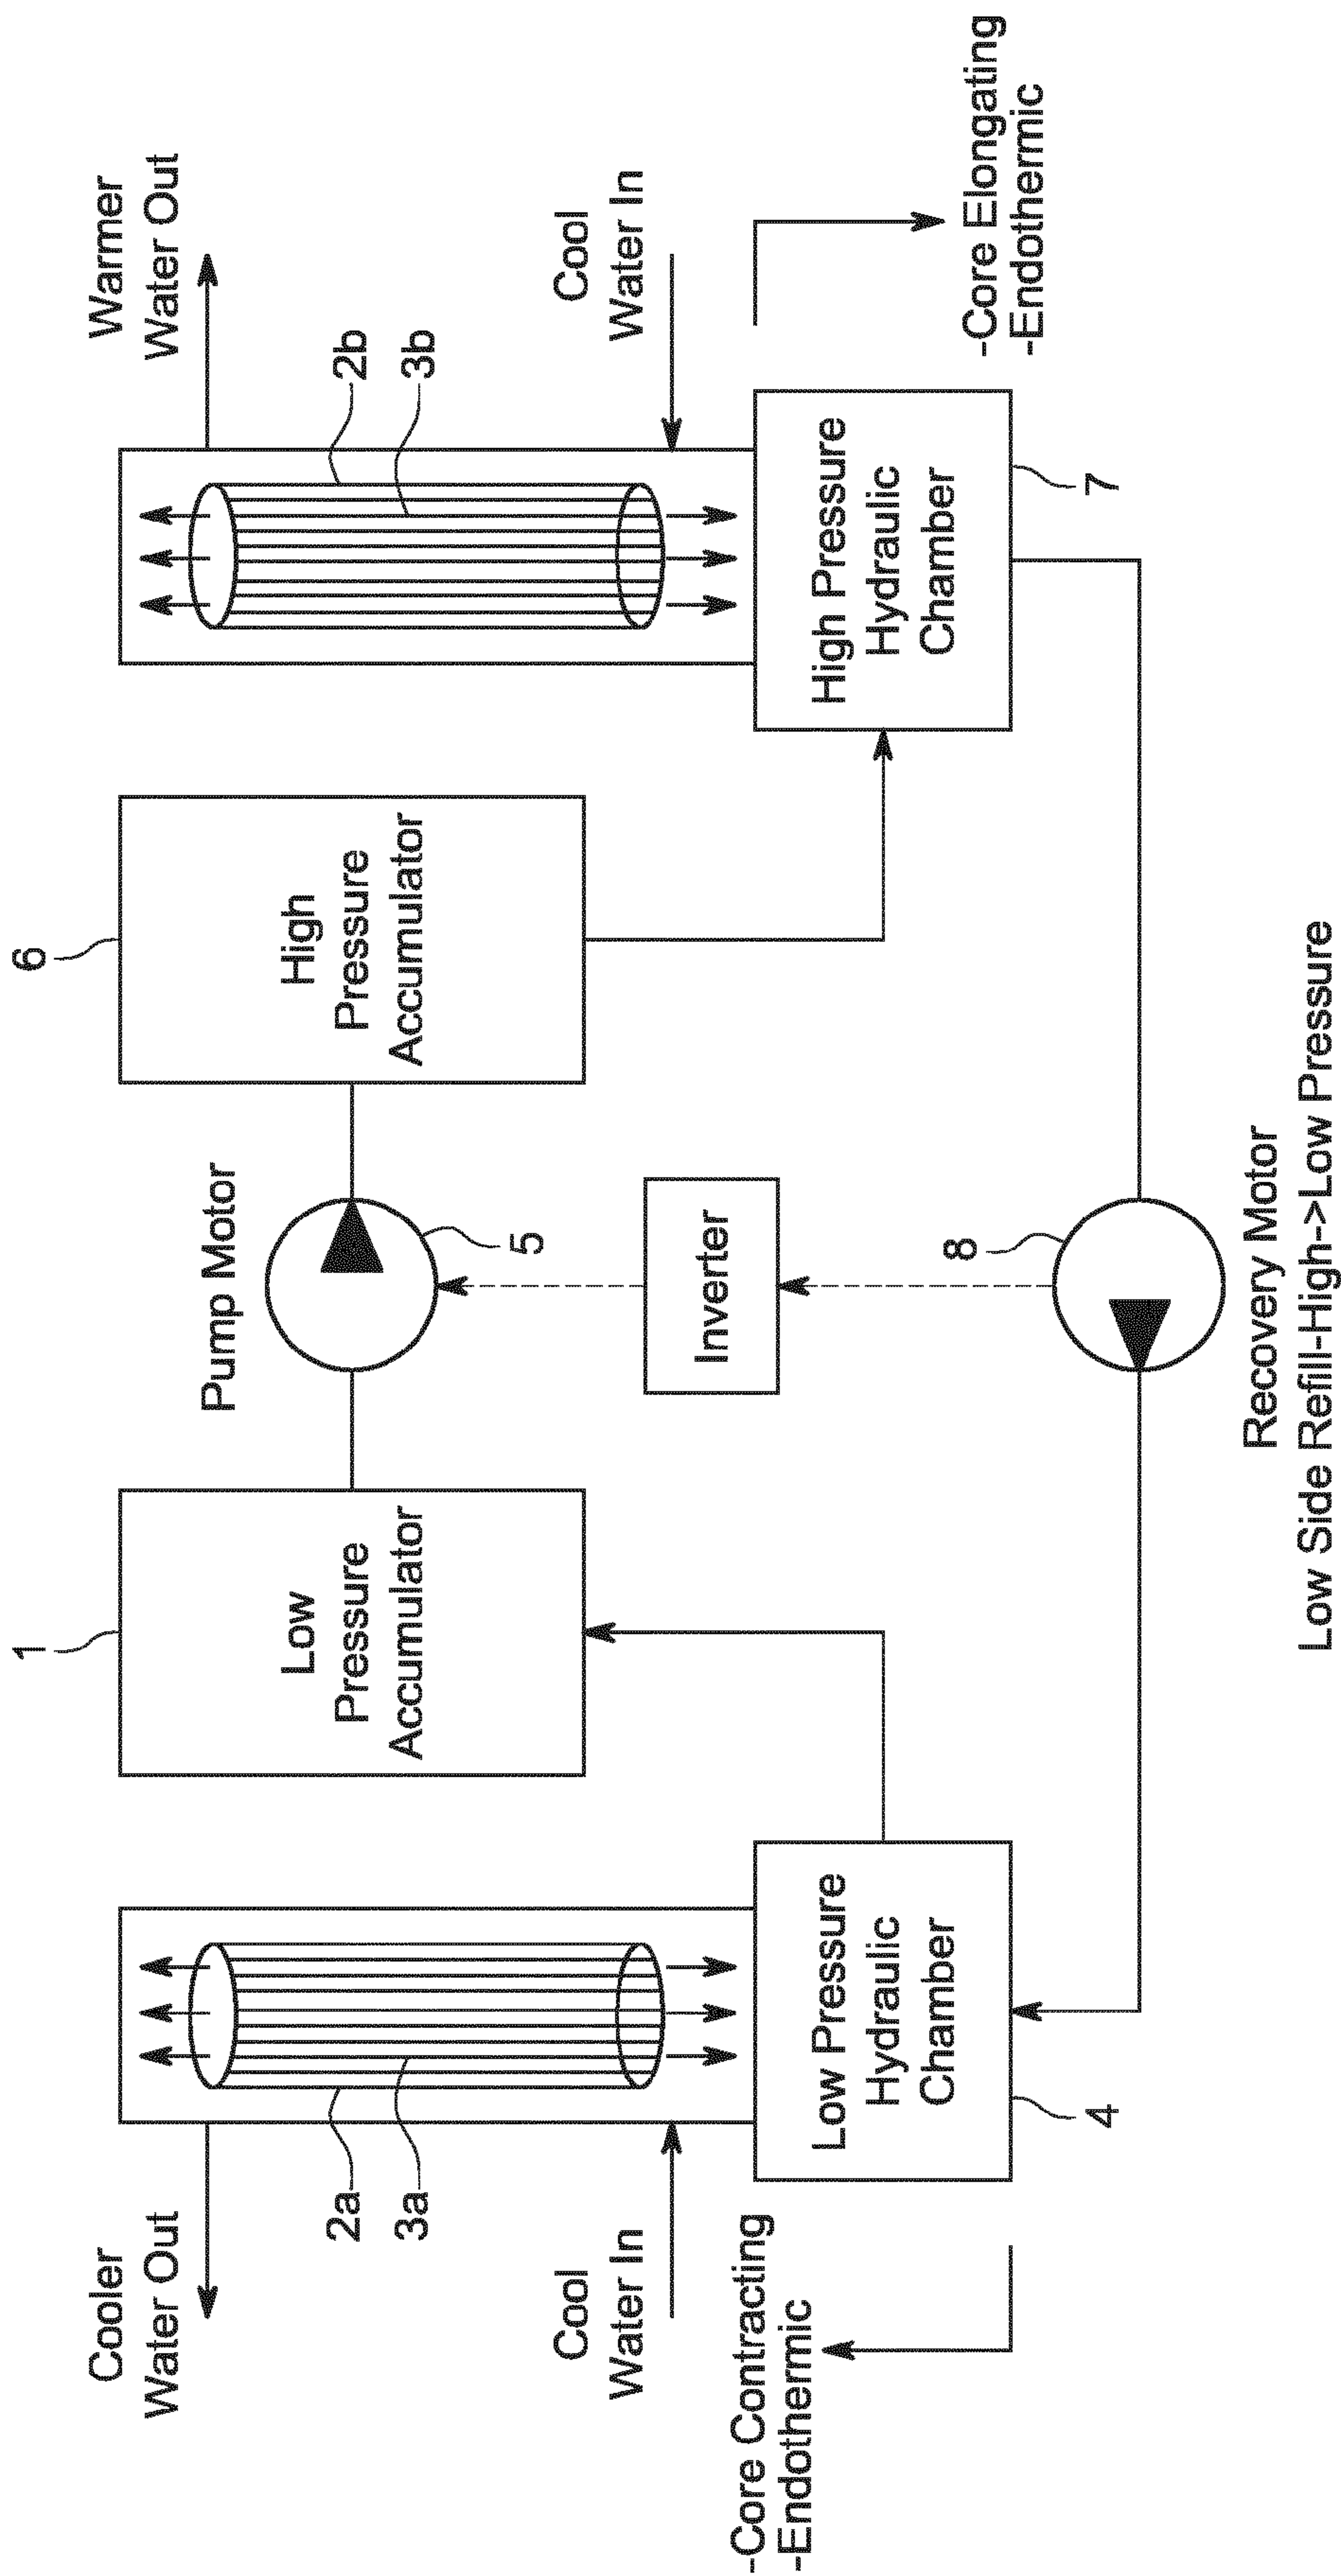 Cooler
Water Out
2a
3a
Cool
Water In
-Core Contracting
-Endothermic
Low Pressure
Hydraulic
Chamber
4
1
Low
Pressure
Accumulator
Pump Motor
5
Inverter
8
Recovery Motor
Low Side Refill-High->Low Pressure
6
High
Pressure
Accumulator
Warmer
Water Out
2b
3b
Cool
Water In
High Pressure
Hydraulic
Chamber
7
-Core Elongating
-Endothermic